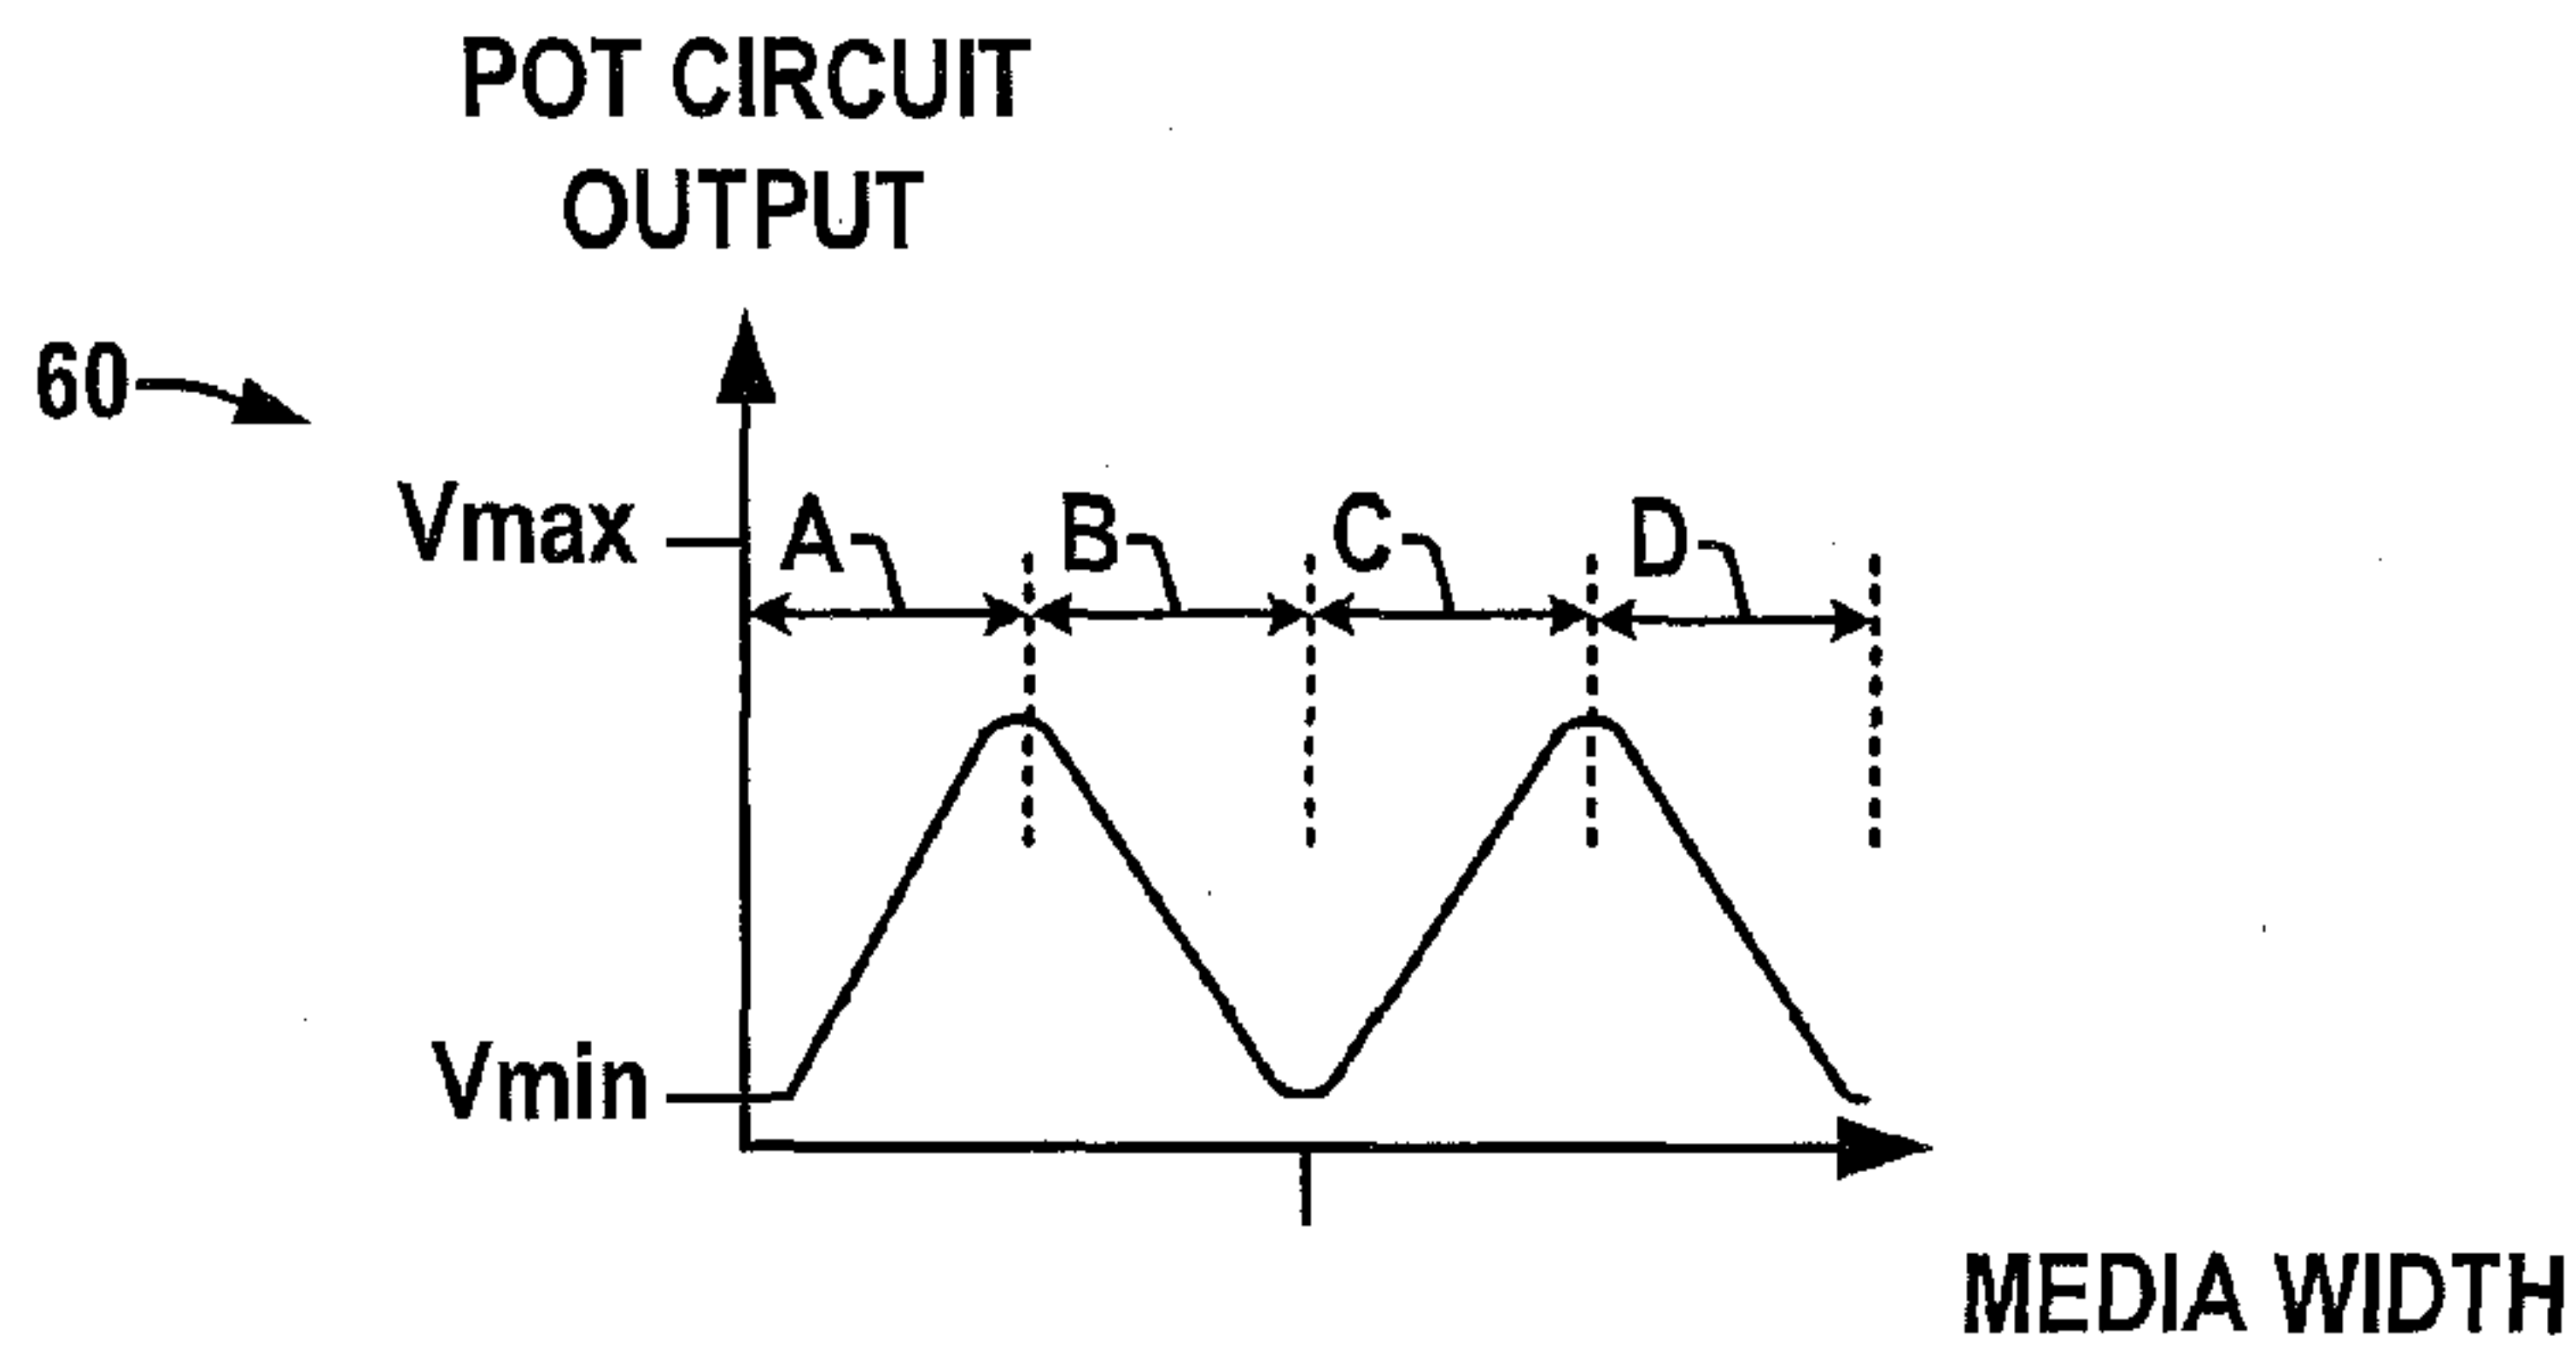 POT CIRCUIT
OUTPUT
60
Vmax
A
B
C
D
Vmin
MEDIA WIDTH